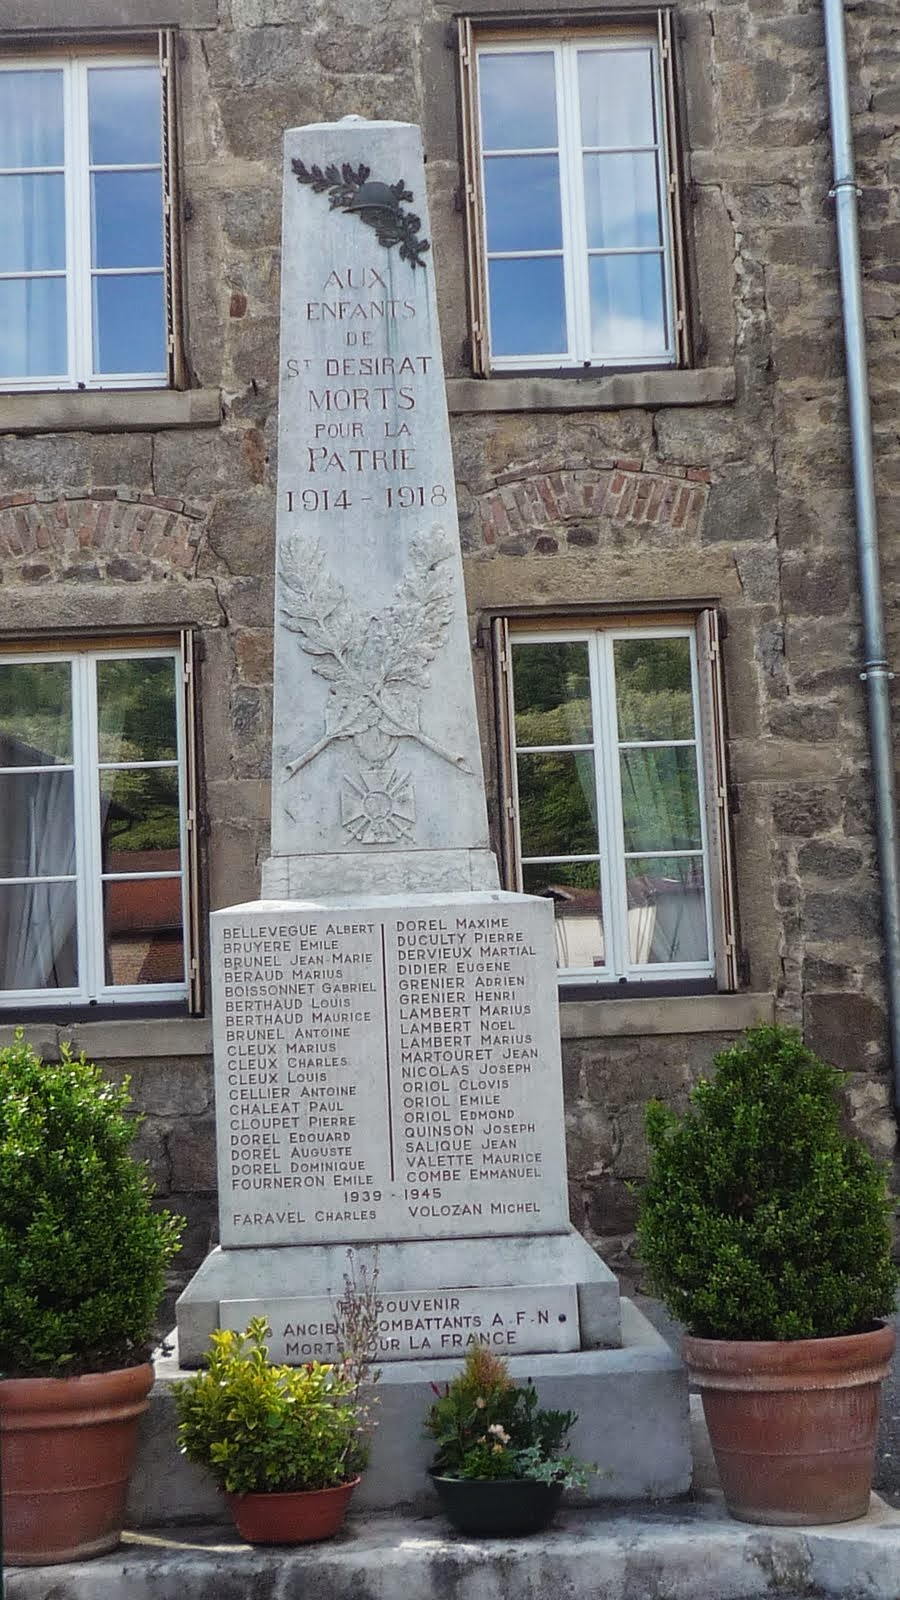 AUX
ENFANTS
DE
ST DESIRAT
MORTS
POUR LA
PATRIE
1914 - 1918
BELLEVEGUE ALBERT
BRUYERE EMILE
BRUNEL JEAN-MARIE
BERAUD MARIUS
BOISSONNET GABRIEL
BERTHAUD LOUIS
BERTHAUD MAURICE
BRUNEL ANTOINE
CLEUX MARIUS
CLEUX CHARLES
CLEUX LOUIS
CELLIER ANTOINE
CHALEAT PAUL
CLOUPET PIERRE
DOREL EDOUARD
DOREL AUGUSTE
DOREL DOMINIQUE
FOURNERON EMILE
DOREL MAXIME
DUCULTY PIERRE
DERVIEUX MARTIAL
DIDIER EUGENE
GRENIER ADRIEN
GRENIER HENRI
LAMBERT MARIUS
LAMBERT NOEL
LAMBERT MARIUS
MARTOURET JEAN
NICOLAS JOSEPH
ORIOL CLOVIS
ORIOL EMILE
ORIOL EDMOND
QUINSON JOSEPH
SALIQUE JEAN
VALETTE MAURICE
COMBE EMMANUEL
1939 - 1945
FARAVEL CHARLES VOLOZAN MICHEL
EN SOUVENIR
ANCIENS COMBATTANTS A.F.N
MORTS POUR LA FRANCE